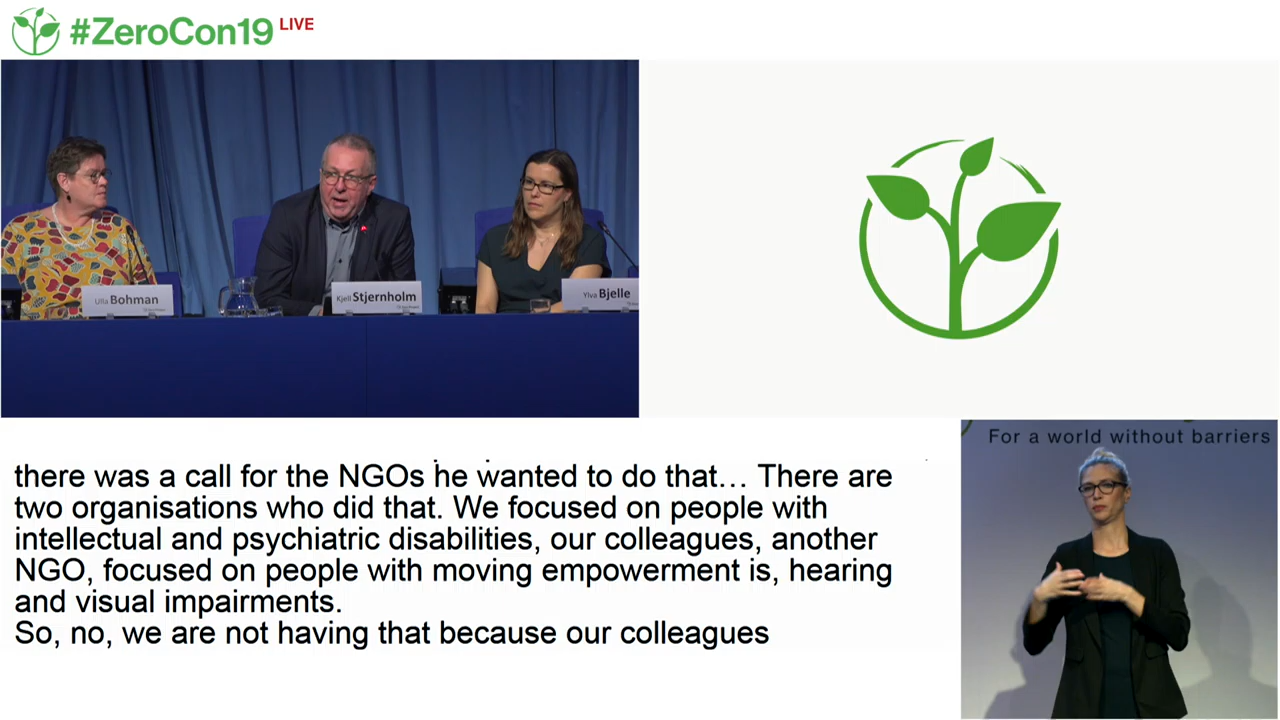 #ZeroCon19 LIVE
Ulla Bohman
Kjell Stjernholm
Ylva Bjelle
For a world without barriers
there was a call for the NGOs he wanted to do that... There are
two organisations who did that. We focused on people with
intellectual and psychiatric disabilities, our colleagues, another
NGO, focused on people with moving empowerment is, hearing
and visual impairments.
So, no, we are not having that because our colleagues